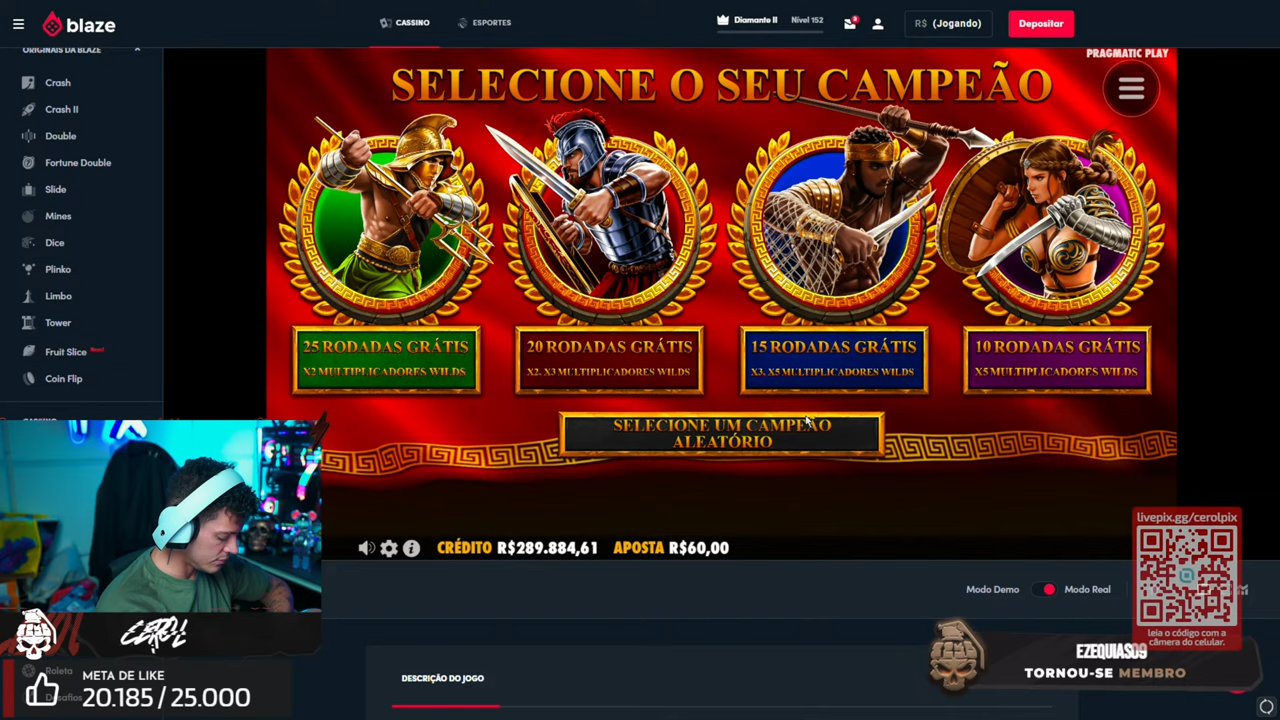 blaze
CASSINO
ESPORTES
Diamante II
Nível 152
3
R$ (Jogando)
Depositar
ORIGINAIS DA BLAZE
Crash
Crash II
Double
Fortune Double
Slide
Mines
Dice
Plinko
Limbo
Tower
Fruit Slice New!
Coin Flip
PRAGMATIC PLAY
SELECIONE O SEU CAMPEÃO
25 RODADAS GRÁTIS
X2 MULTIPLICADORES WILDS
20 RODADAS GRÁTIS
X2, X3 MULTIPLICADORES WILDS
15 RODADAS GRÁTIS
X3, X5 MULTIPLICADORES WILDS
10 RODADAS GRÁTIS
X5 MULTIPLICADORES WILDS
SELECIONE UM CAMPEÃO
ALEATÓRIO
CRÉDITO R$289.884,61 APOSTA R$60,00
Modo Demo
Modo Real
livepix.gg/cerolpix
leia o código com a
câmera do celular.
CEROL
EZEQUIAS09
TORNOU-SE MEMBRO
DESCRIÇÃO DO JOGO
Roleta
Desafios
META DE LIKE
20.185 / 25.000